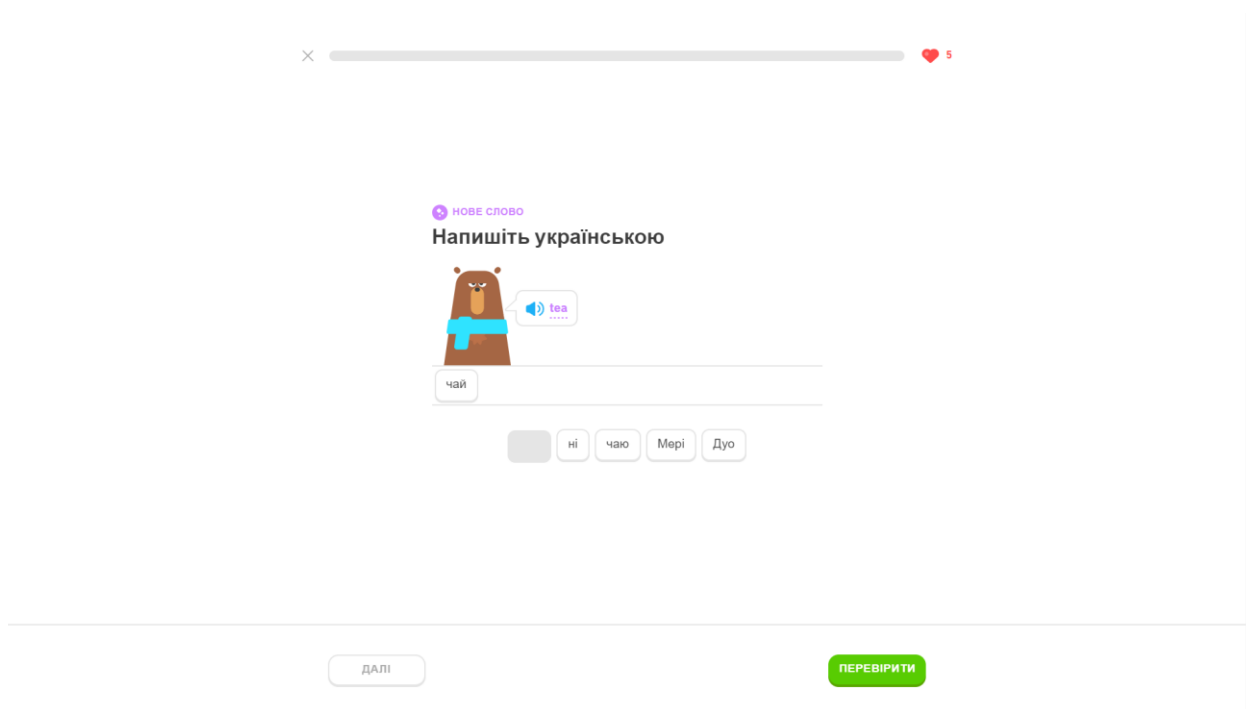 5
НОВЕ СЛОВО
Напишіть українською
tea
чай
ні чаю Мері Дуо
ДАЛІ ПЕРЕВІРИТИ